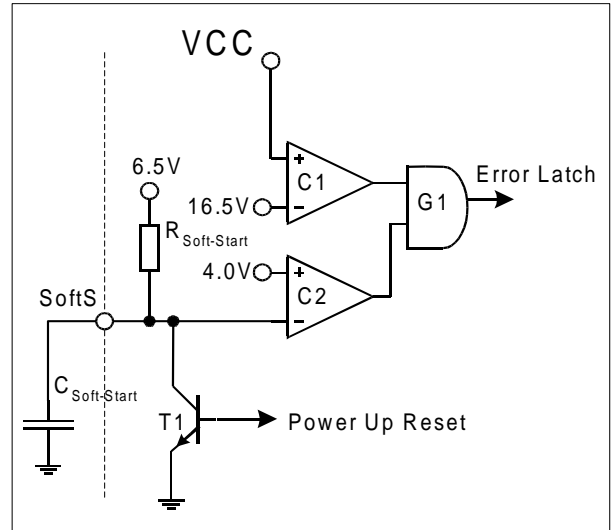 VCC
6.5V
+
C1
16.5V
-
G1
Error Latch
R Soft-Start
4.0V
+
C2
-
SoftS
C Soft-Start
T1
Power Up Reset